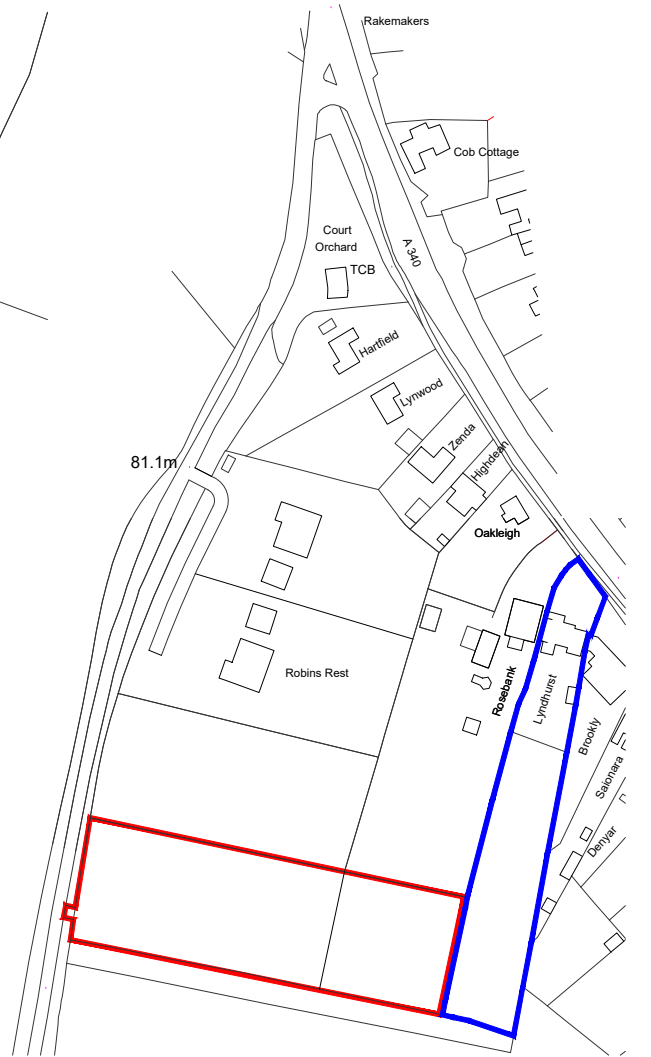 Rakemakers
Cob Cottage
Court
Orchard
A 340
TCB
Hartfield
Lynwood
Zenda
Highdean
81.1m
Oakleigh
Robins Rest
Rosebank
Lyndhurst
Brookly
Saionara
Denyar